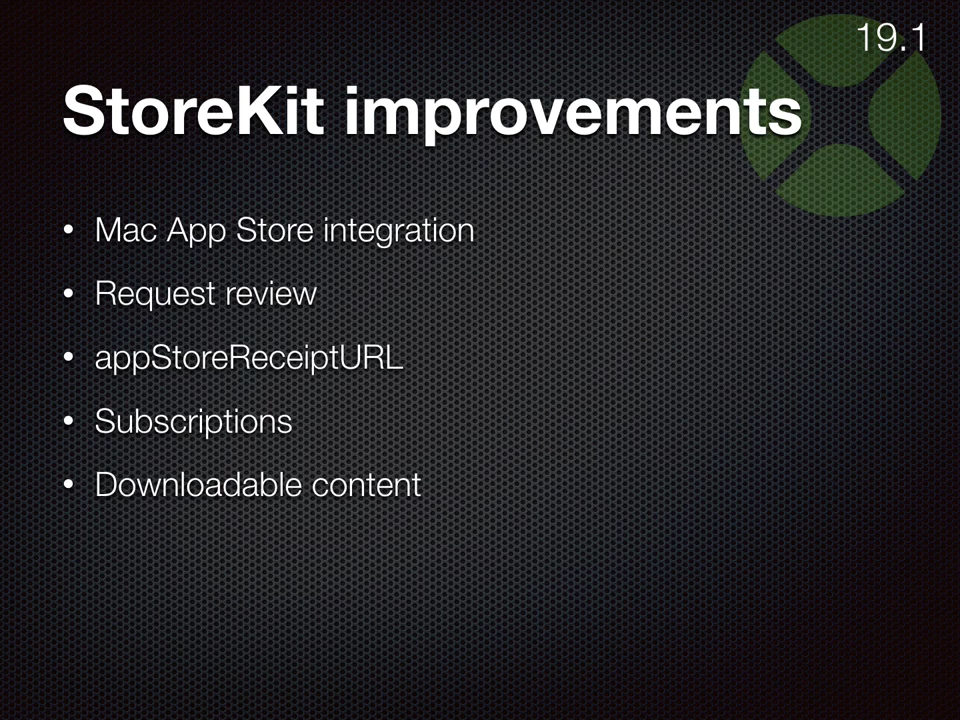 19.1
StoreKit improvements
• Mac App Store integration
• Request review
• appStoreReceiptURL
• Subscriptions
• Downloadable content